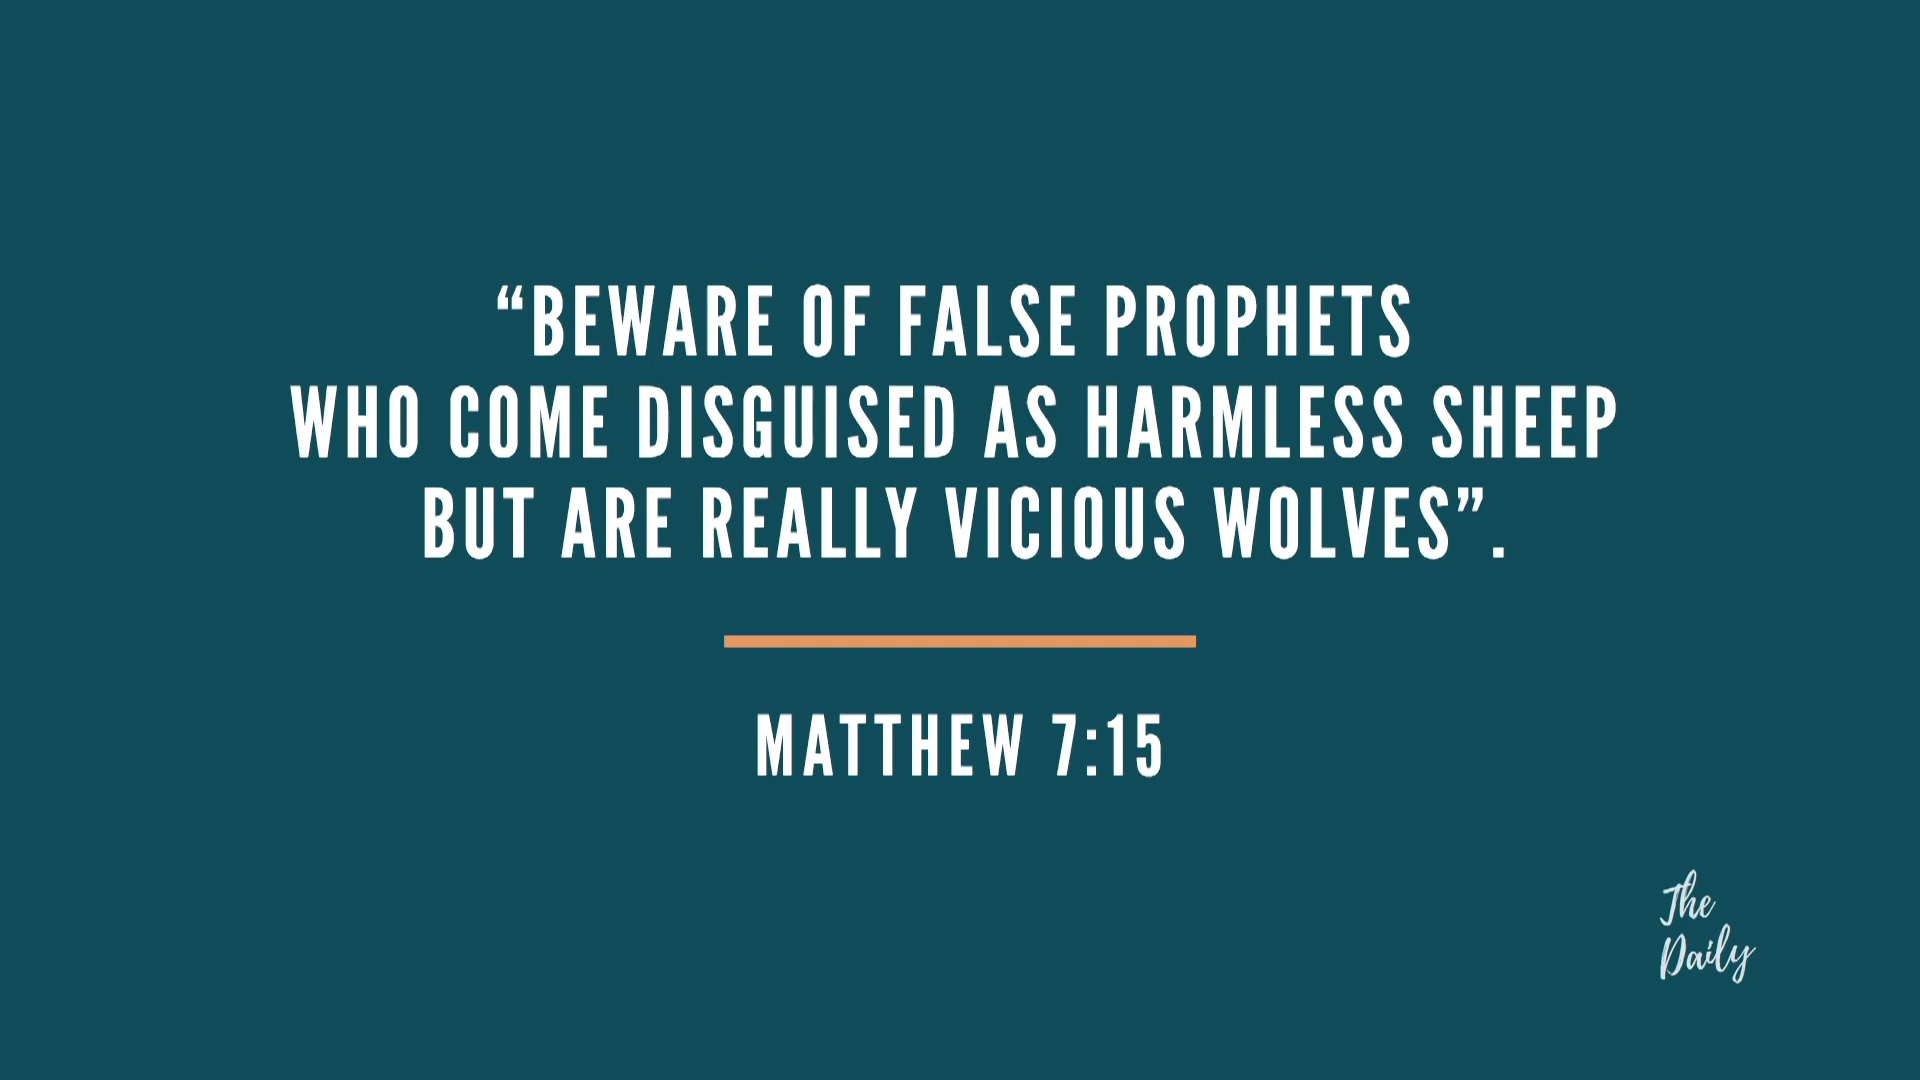 “BEWARE OF FALSE PROPHETS
WHO COME DISGUISED AS HARMLESS SHEEP
BUT ARE REALLY VICIOUS WOLVES”.
MATTHEW 7:15
The
Daily